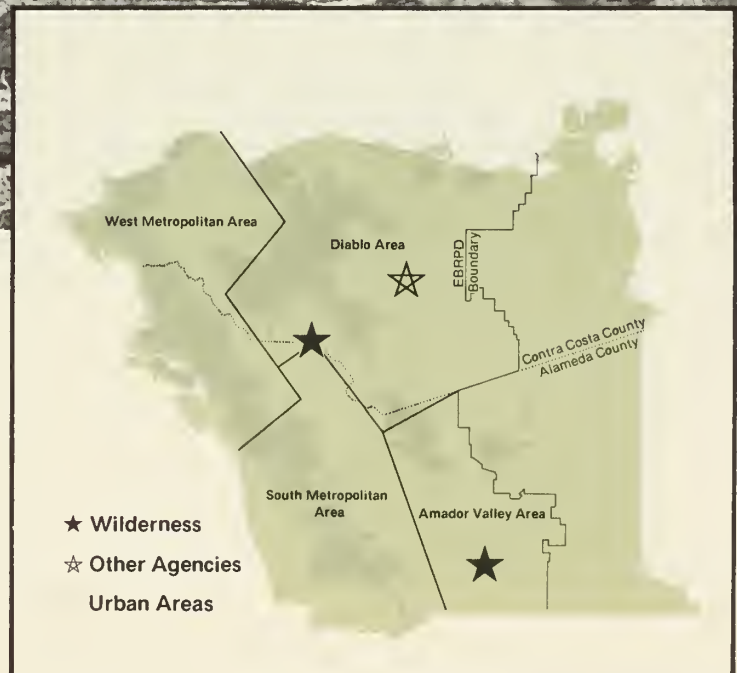 West Metropolitan Area
Diablo Area
EBRPD
Boundary
Contra Costa County
Alameda County
South Metropolitan
Area
Amador Valley Area
★ Wilderness
☆ Other Agencies
Urban Areas